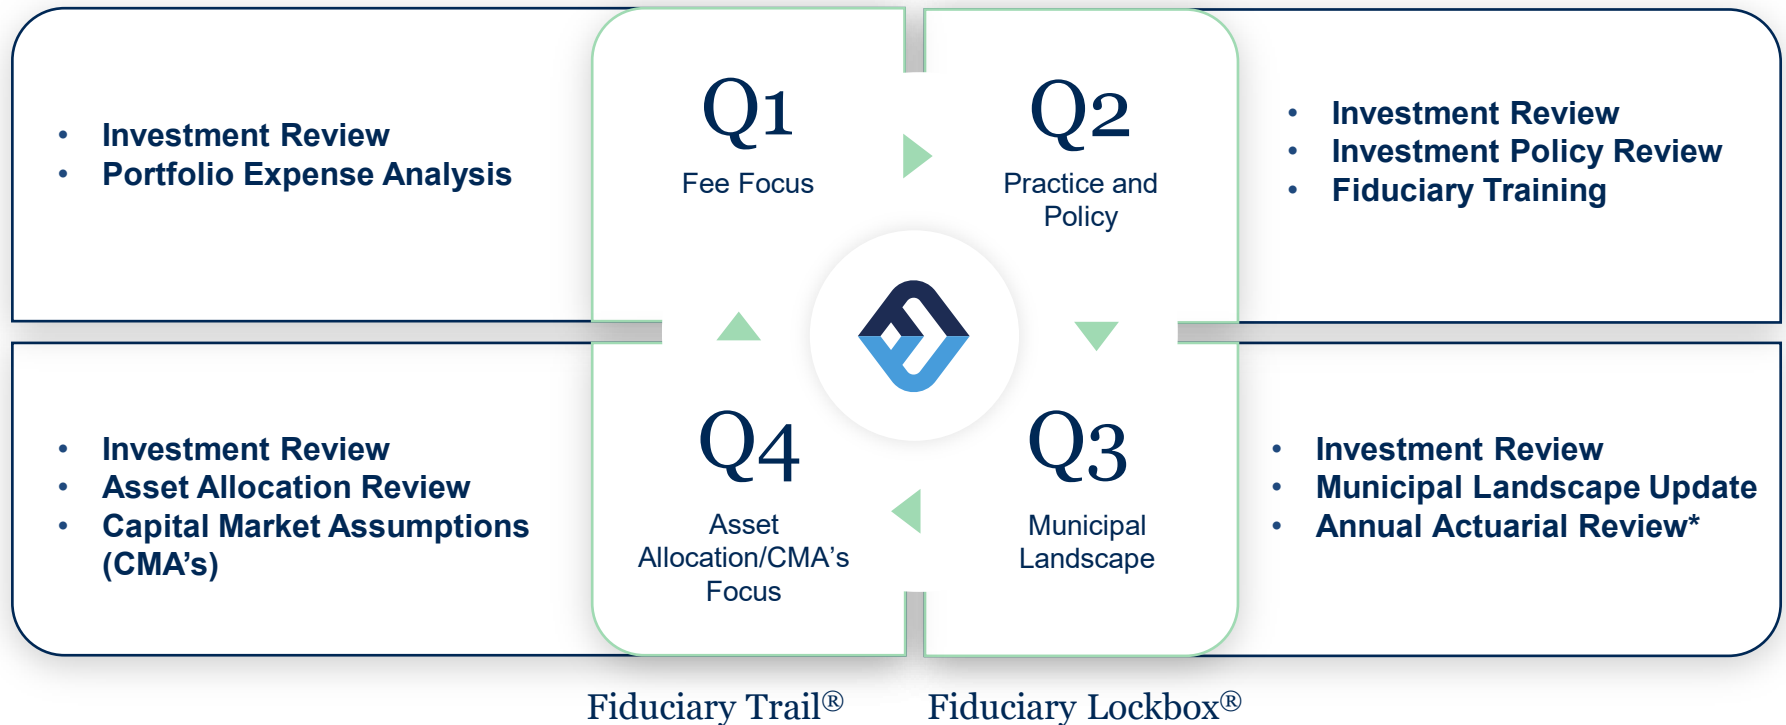 Q1
Fee Focus
• Investment Review
• Portfolio Expense Analysis
Q2
Practice and
Policy
• Investment Review
• Investment Policy Review
• Fiduciary Training
Q3
Municipal
Landscape
• Investment Review
• Municipal Landscape Update
• Annual Actuarial Review*
Q4
Asset
Allocation/CMA’s
Focus
• Investment Review
• Asset Allocation Review
• Capital Market Assumptions
(CMA’s)
Fiduciary Trail®
Fiduciary Lockbox®